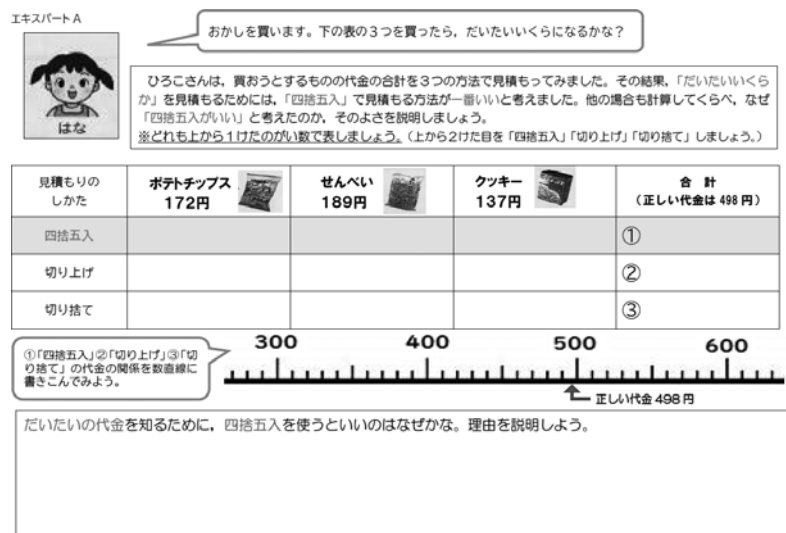 エキスパート A
おかしを買います。下の表の3つを買ったら，だいたいいくらになるかな？
はな
ひろこさんは，買おうとするものの代金の合計を3つの方法で見積もってみました。その結果，「だいたいいくら
か」を見積もるためには，「四捨五入」で見積もる方法が一番いいと考えました。他の場合も計算してくらべ，なぜ
「四捨五入がいい」と考えたのか，そのよさを説明しましょう。
※どれも上から1けたのがい数で表しましょう。（上から2けた目を「四捨五入」「切り上げ」「切り捨て」しましょう。）
見積もりの
しかた
ポテトチップス
172円
せんべい
189円
クッキー
137円
合 計
（正しい代金は 498 円）
四捨五入
①
切り上げ
②
切り捨て
③
①「四捨五入」②「切り上げ」③「切
り捨て」の代金の関係を数直線に
書きこんでみよう。
300
400
500
600
正しい代金 498 円
だいたいの代金を知るために，四捨五入を使うといいのはなぜかな。理由を説明しよう。